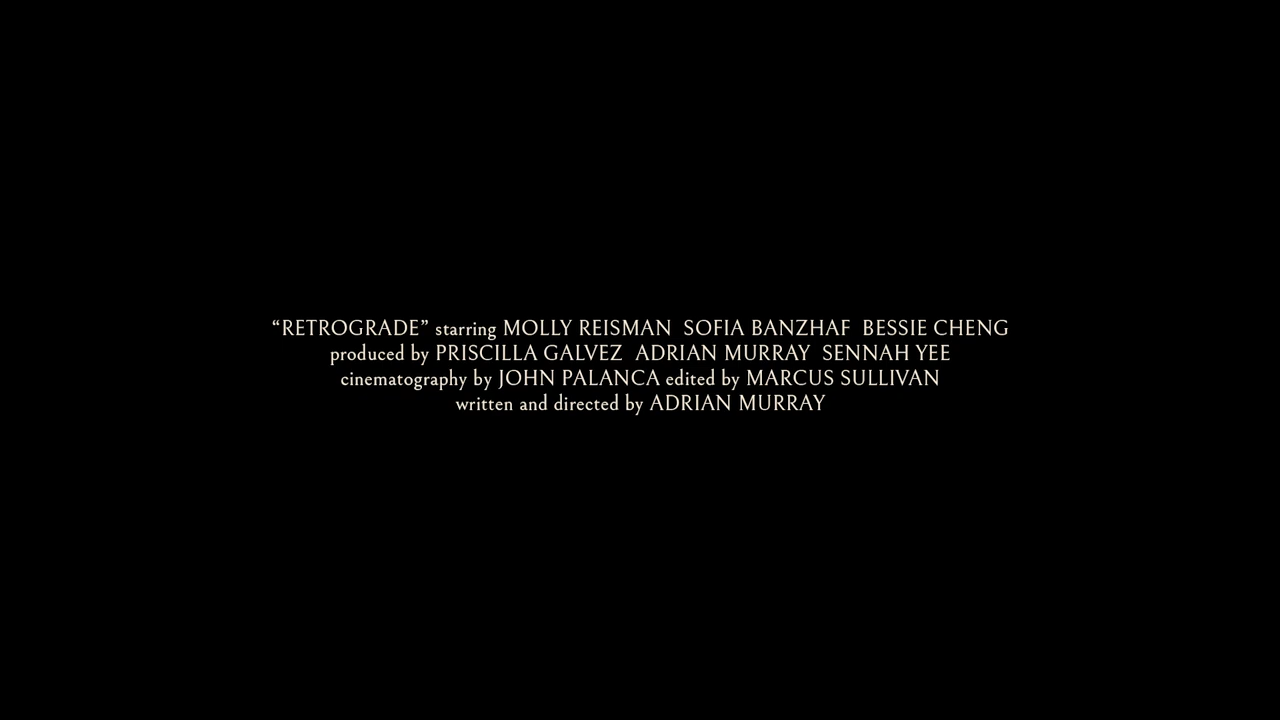 “RETROGRADE” starring MOLLY REISMAN SOFIA BANZHAF BESSIE CHENG
produced by PRISCILLA GALVEZ ADRIAN MURRAY SENNAH YEE
cinematography by JOHN PALANCA edited by MARCUS SULLIVAN
written and directed by ADRIAN MURRAY